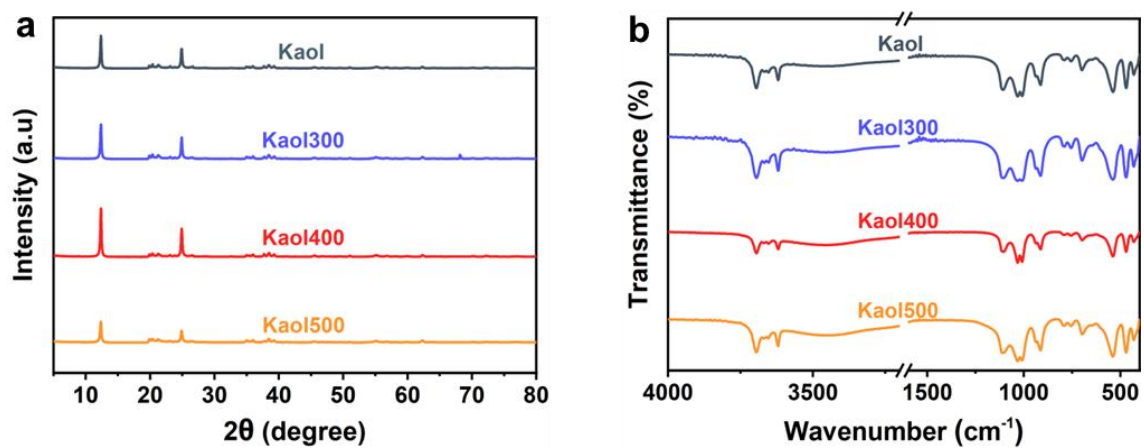 a
Kaol
Kaol300
Kaol400
Kaol500
Intensity (a.u)
10 20 30 40 50 60 70 80
2θ (degree)
b
Kaol
Kaol300
Kaol400
Kaol500
Transmittance (%)
4000 3500 1500 1000 500
Wavenumber (cm-1)